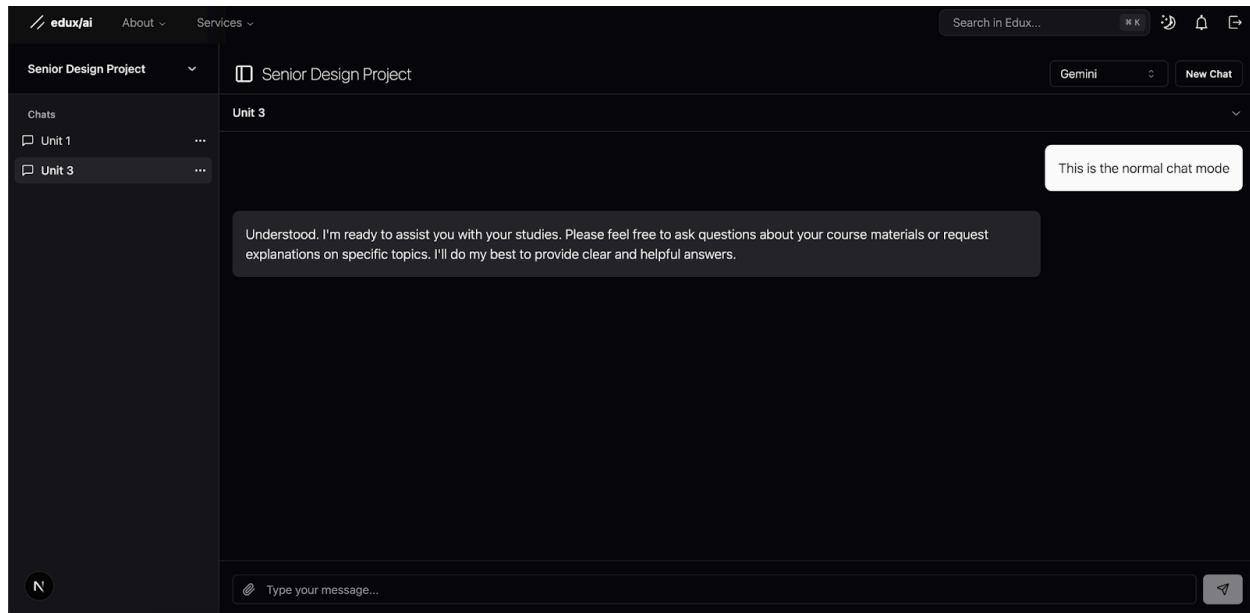 edux/ai About Services Search in Edux... ⌘ K
Senior Design Project
Senior Design Project Gemini New Chat
Chats
Unit 1
Unit 3
Unit 3
This is the normal chat mode
Understood. I'm ready to assist you with your studies. Please feel free to ask questions about your course materials or request
explanations on specific topics. I'll do my best to provide clear and helpful answers.
N
Type your message...